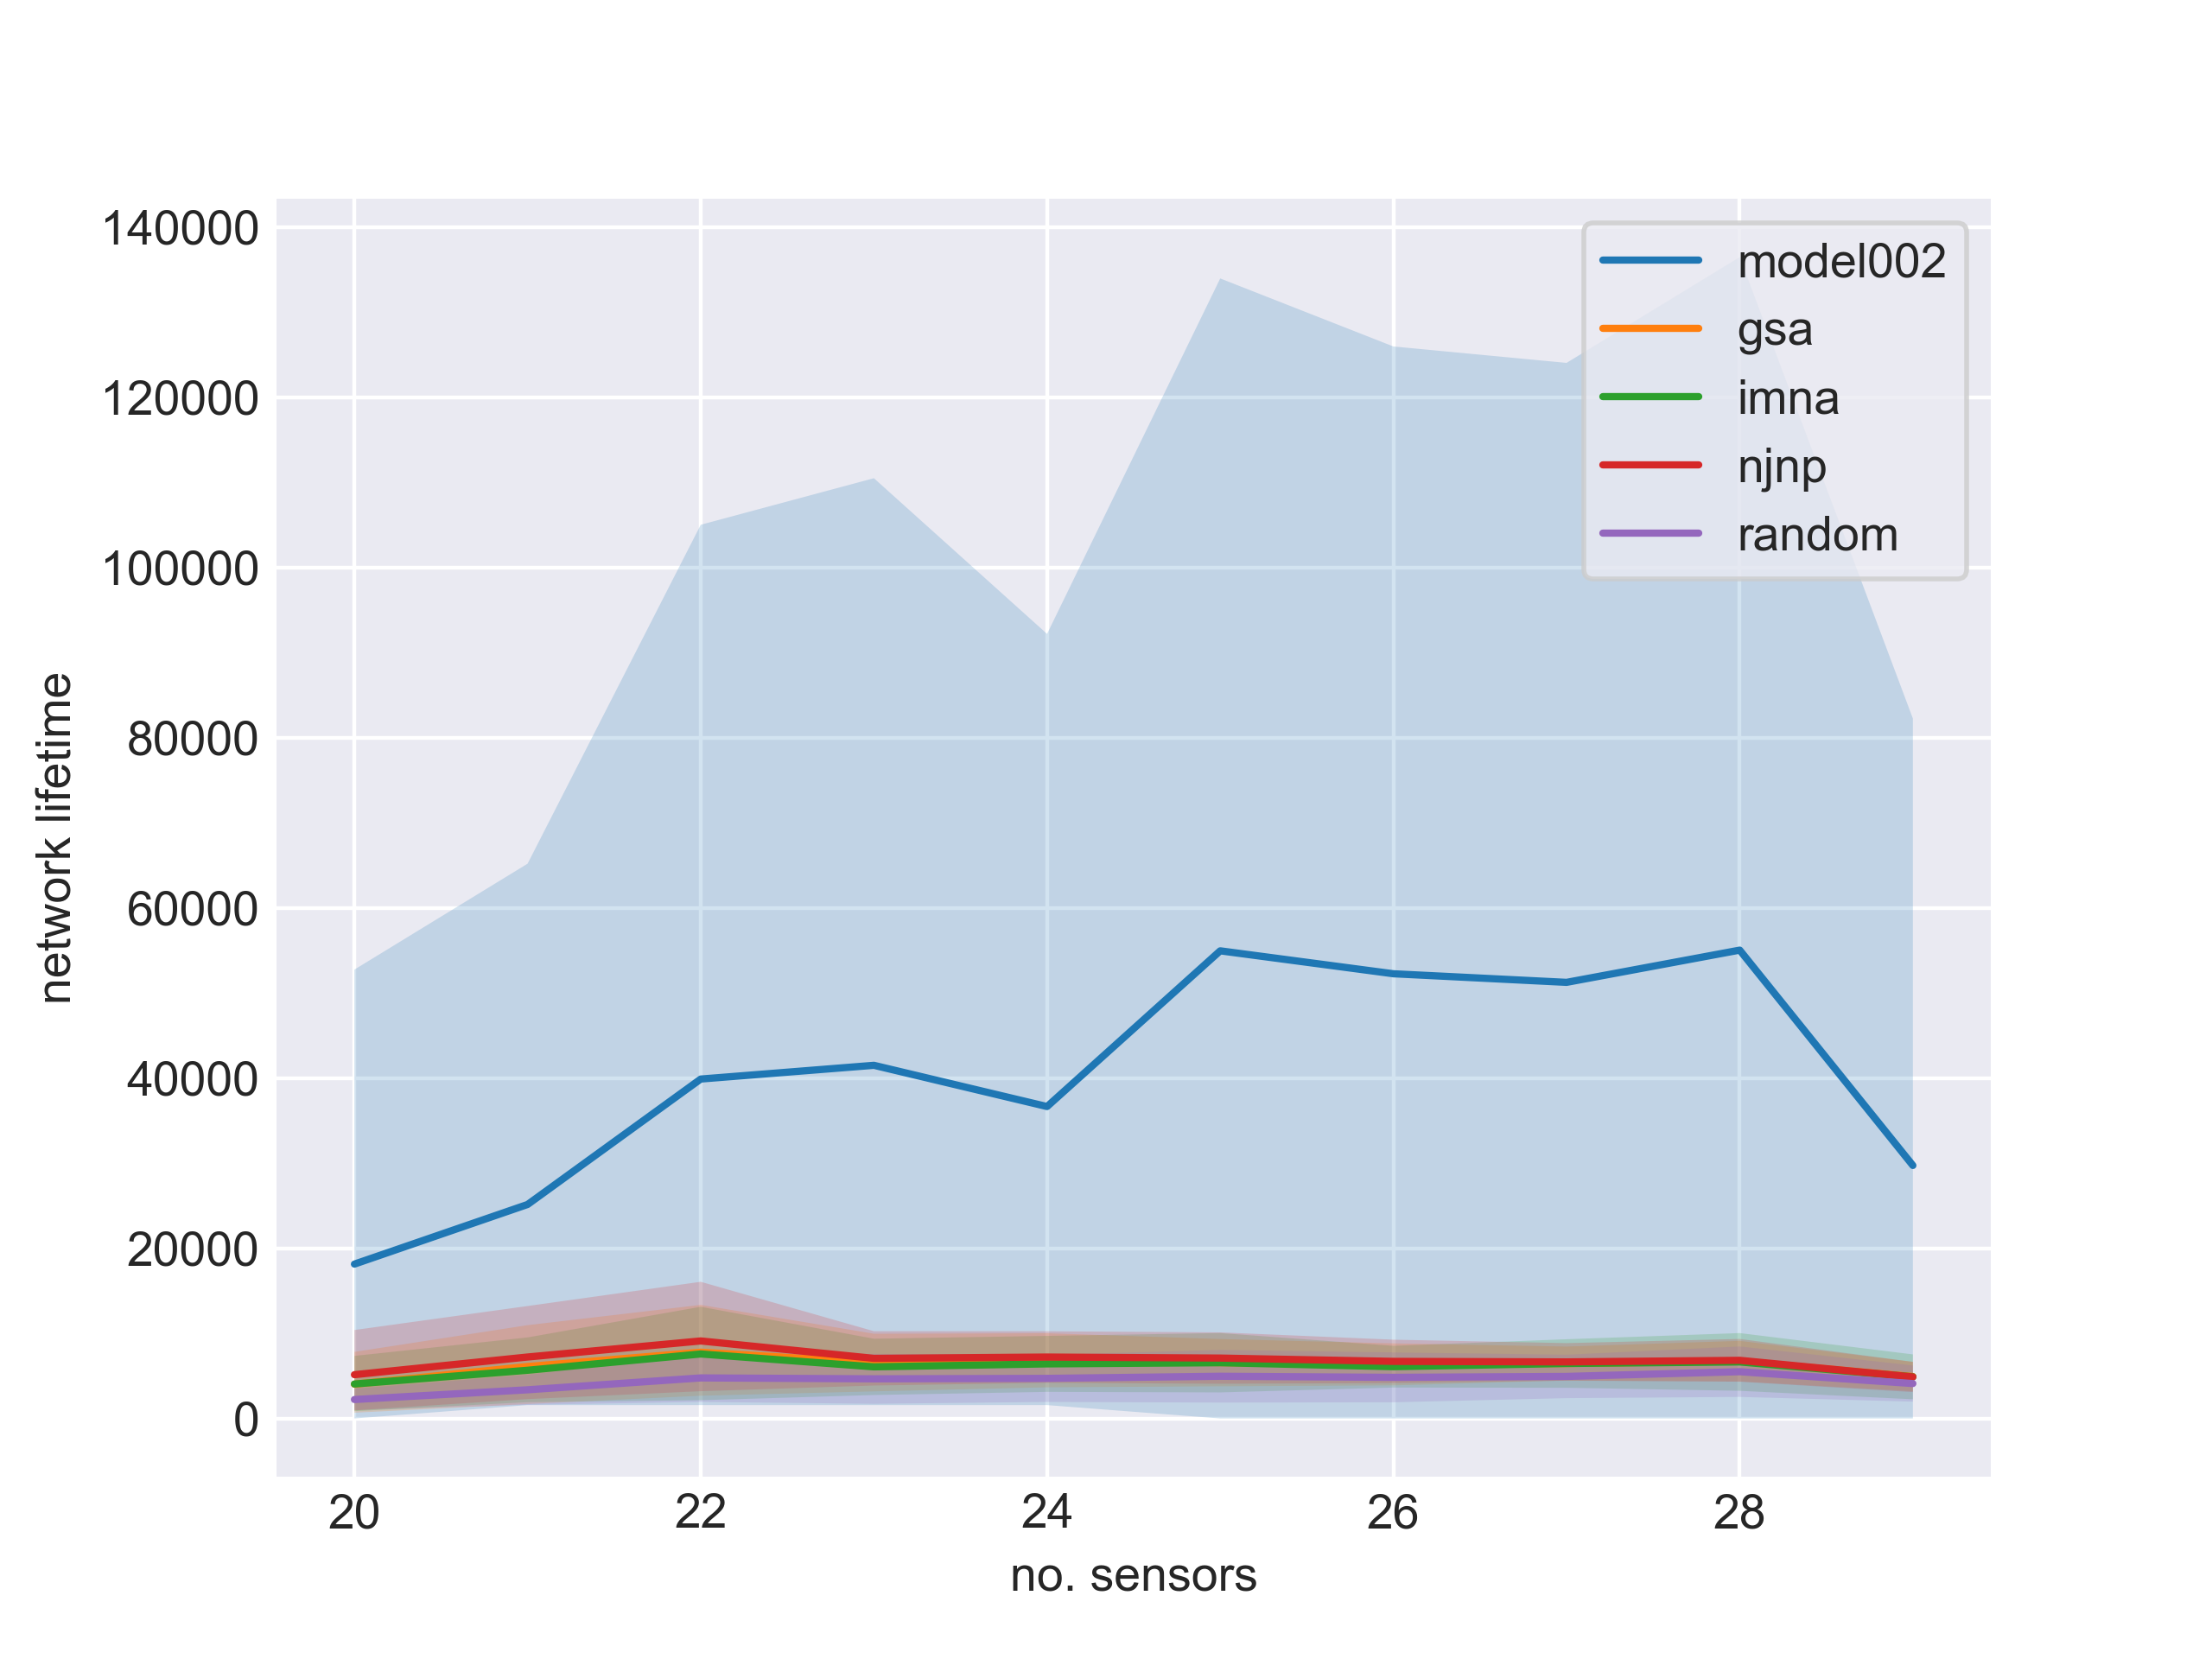 140000
120000
100000
80000
60000
40000
20000
0
network lifetime
20 22 24 26 28
no. sensors
model002
gsa
imna
njnp
random